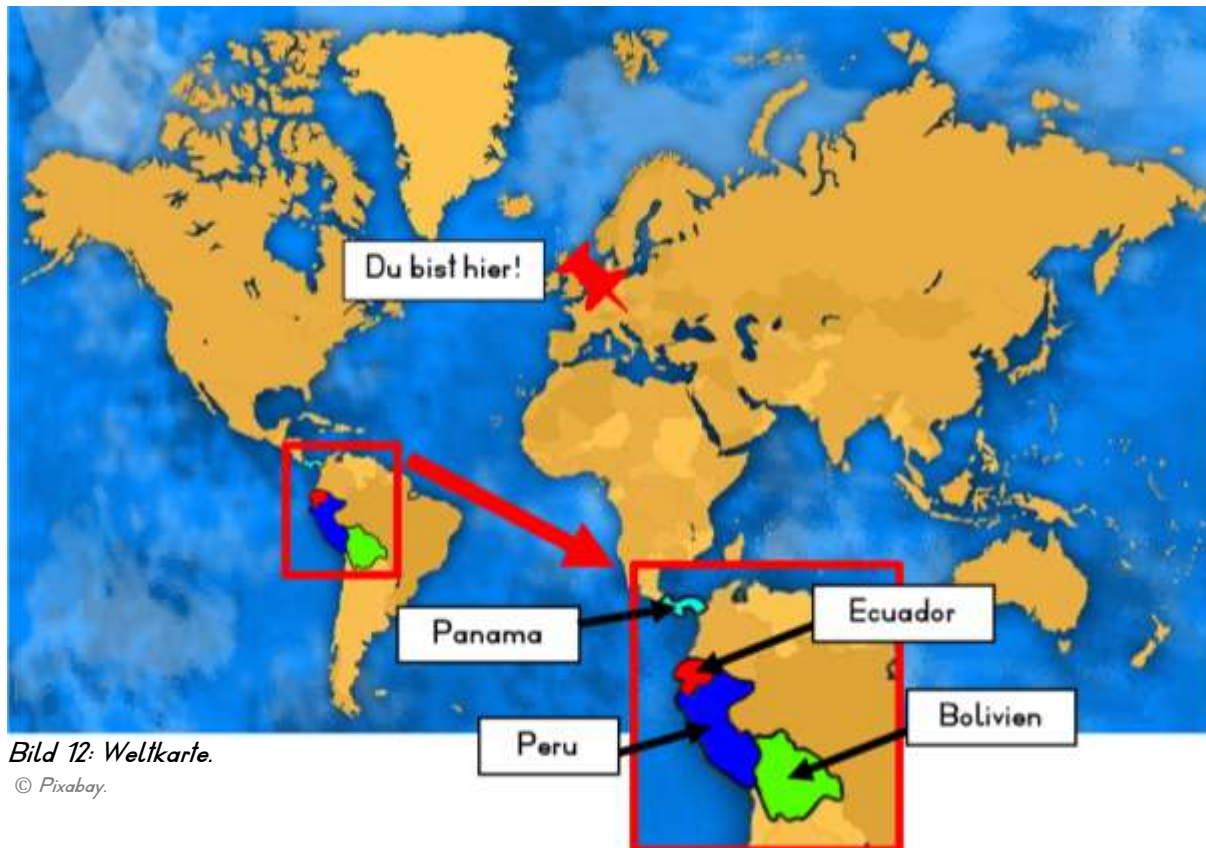 Du bist hier!
Panama
Ecuador
Peru
Bolivien
Bild 12: Weltkarte.
© Pixabay.